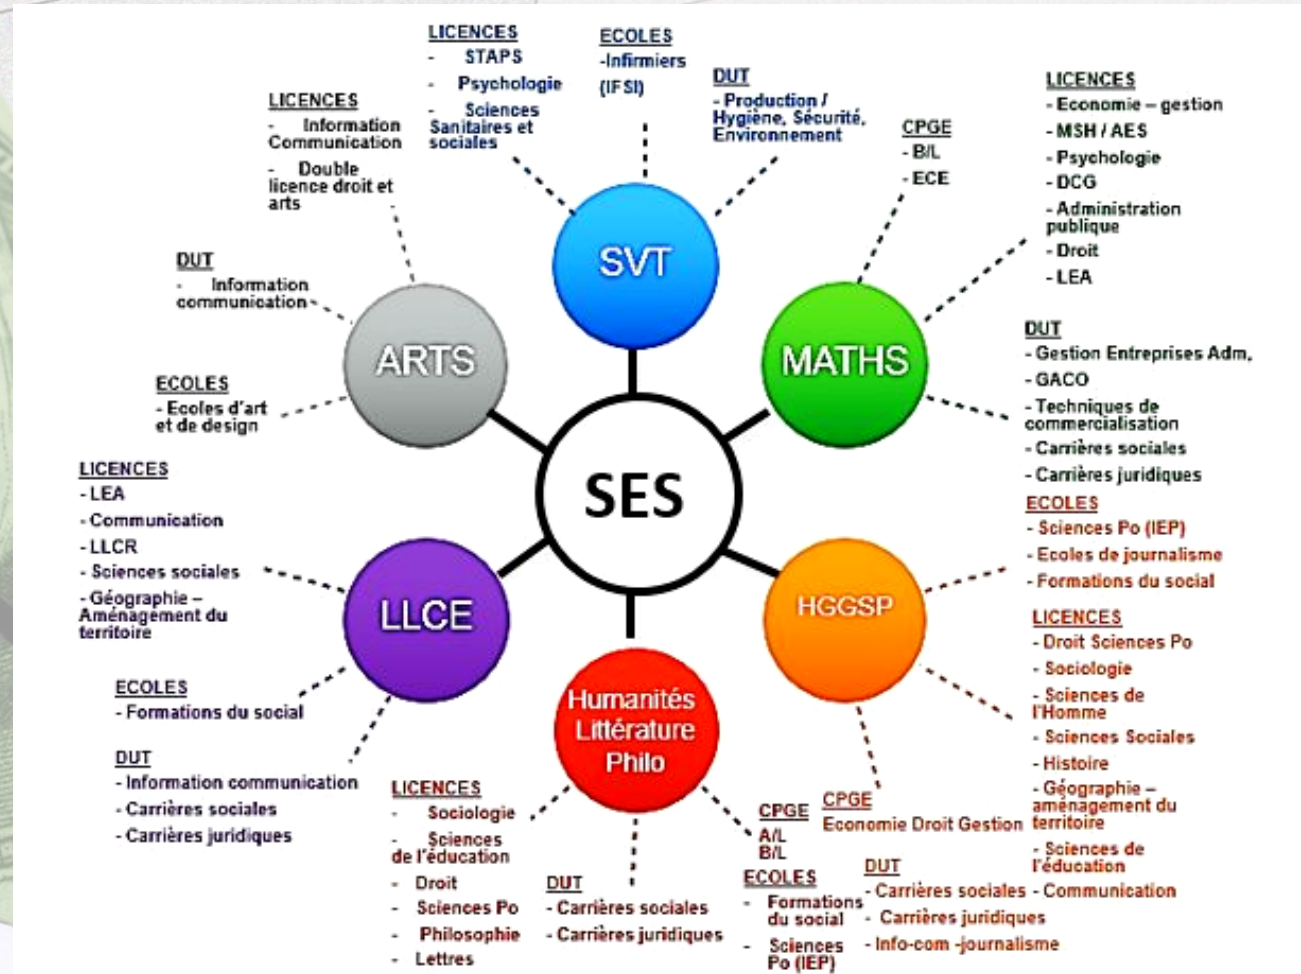 LICENCES
- STAPS
- Psychologie
- Sciences
Sanitaires et
sociales
ECOLES
-Infirmiers
(IFSI)
DUT
- Production /
Hygiène, Sécurité,
Environnement
SVT
LICENCES
- Information
Communication
- Double
licence droit et
arts
DUT
- Information
communication
ECOLES
- Ecoles d'art
et de design
ARTS
CPGE
- B/L
- ECE
LICENCES
- Economie – gestion
- MSH / AES
- Psychologie
- DCG
- Administration
publique
- Droit
- LEA
DUT
- Gestion Entreprises Adm.
- GACO
- Techniques de
commercialisation
- Carrières sociales
- Carrières juridiques
MATHS
SES
LICENCES
- LEA
- Communication
- LLCR
- Sciences sociales
- Géographie –
Aménagement du
territoire
ECOLES
- Formations du social
DUT
- Information communication
- Carrières sociales
- Carrières juridiques
LLCE
Humanités
Littérature
Philo
LICENCES
- Sociologie
- Sciences
de l'éducation
- Droit
- Sciences Po
- Philosophie
- Lettres
DUT
- Carrières sociales
- Carrières juridiques
CPGE
A/L
B/L
ECOLES
- Formations
du social
- Sciences
Po (IEP)
HGGSP
ECOLES
- Sciences Po (IEP)
- Ecoles de journalisme
- Formations du social
LICENCES
- Droit Sciences Po
- Sociologie
- Sciences de
l'Homme
- Sciences Sociales
- Histoire
- Géographie –
aménagement du
territoire
- Sciences de
l'éducation
- Communication
CPGE
Economie Droit Gestion
DUT
- Carrières sociales
- Carrières juridiques
- Info-com -journalisme